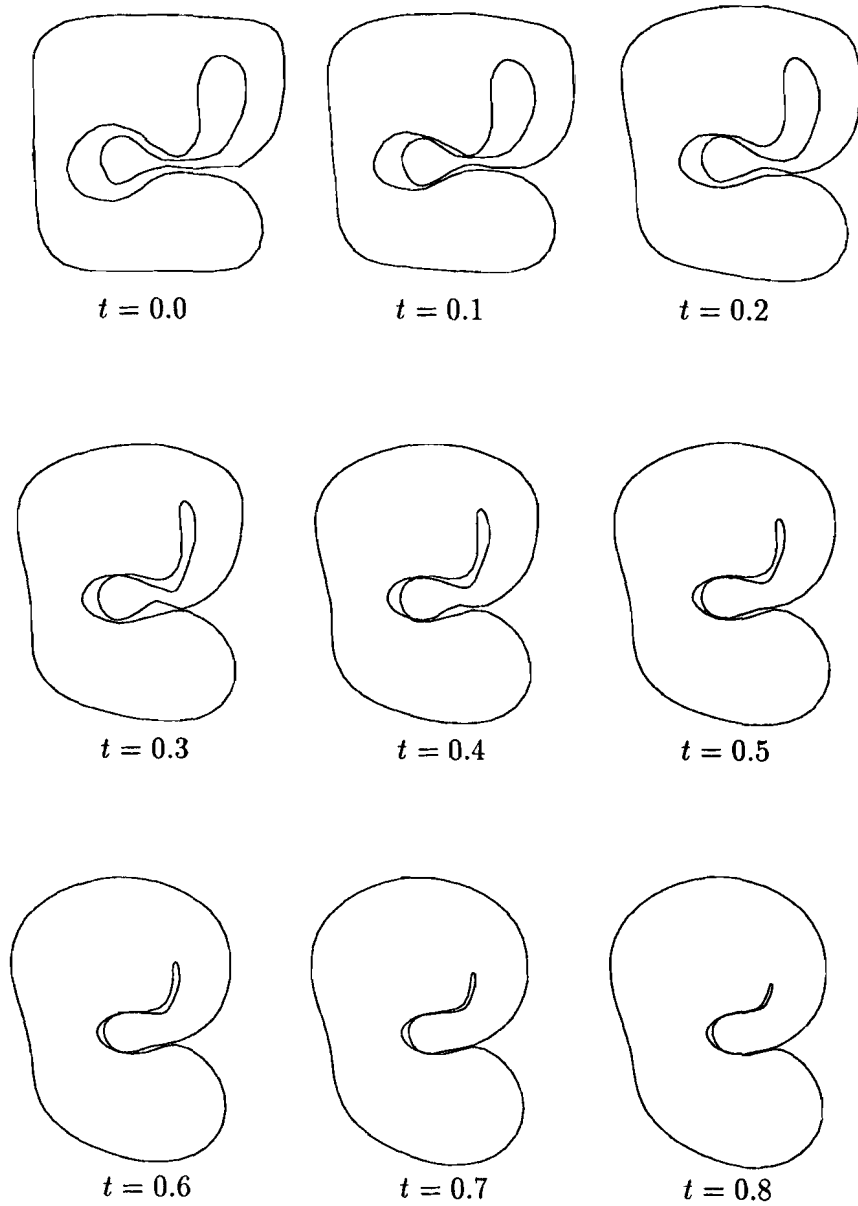 t = 0.0
t = 0.1
t = 0.2
t = 0.3
t = 0.4
t = 0.5
t = 0.6
t = 0.7
t = 0.8